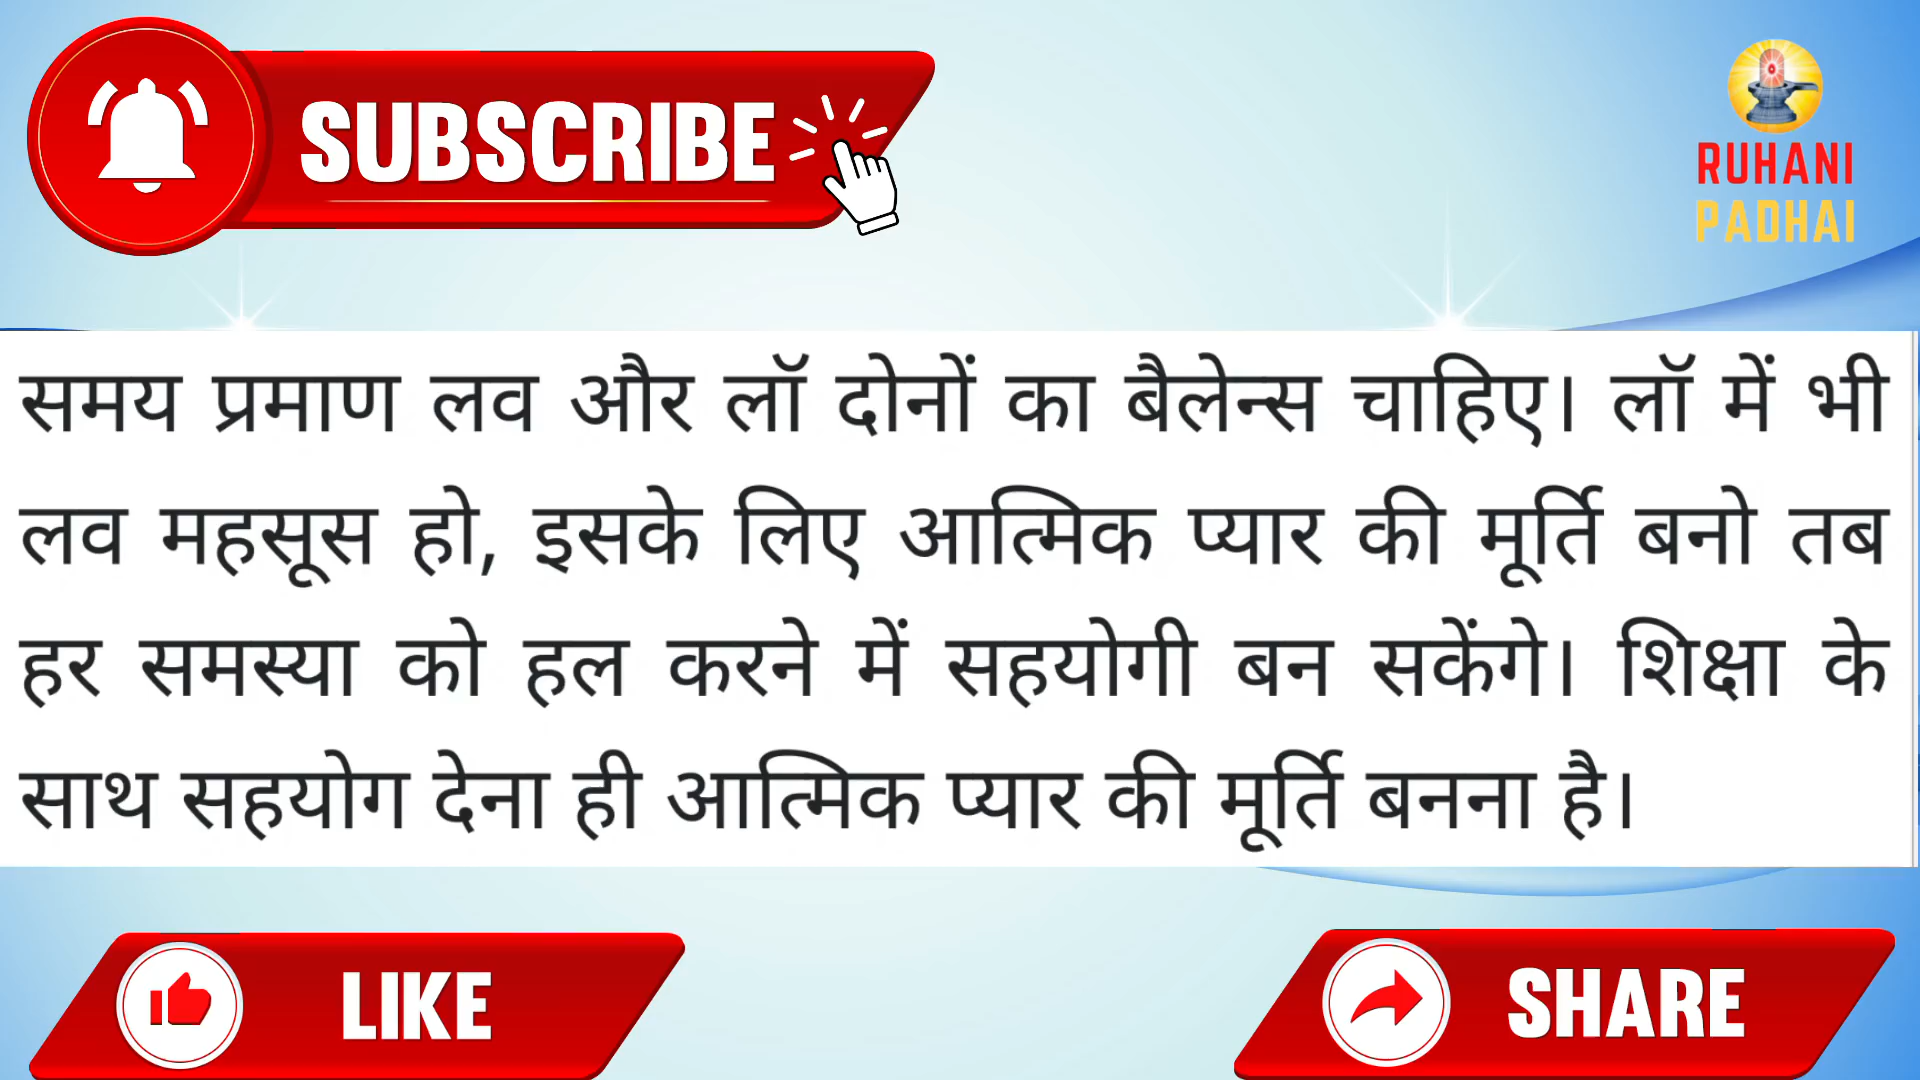 SUBSCRIBE
RUHANI
PADHAI
समय प्रमाण लव और लॉ दोनों का बैलेन्स चाहिए। लॉ में भी
लव महसूस हो, इसके लिए आत्मिक प्यार की मूर्ति बनो तब
हर समस्या को हल करने में सहयोगी बन सकेंगे। शिक्षा के
साथ सहयोग देना ही आत्मिक प्यार की मूर्ति बनना है।
LIKE
SHARE